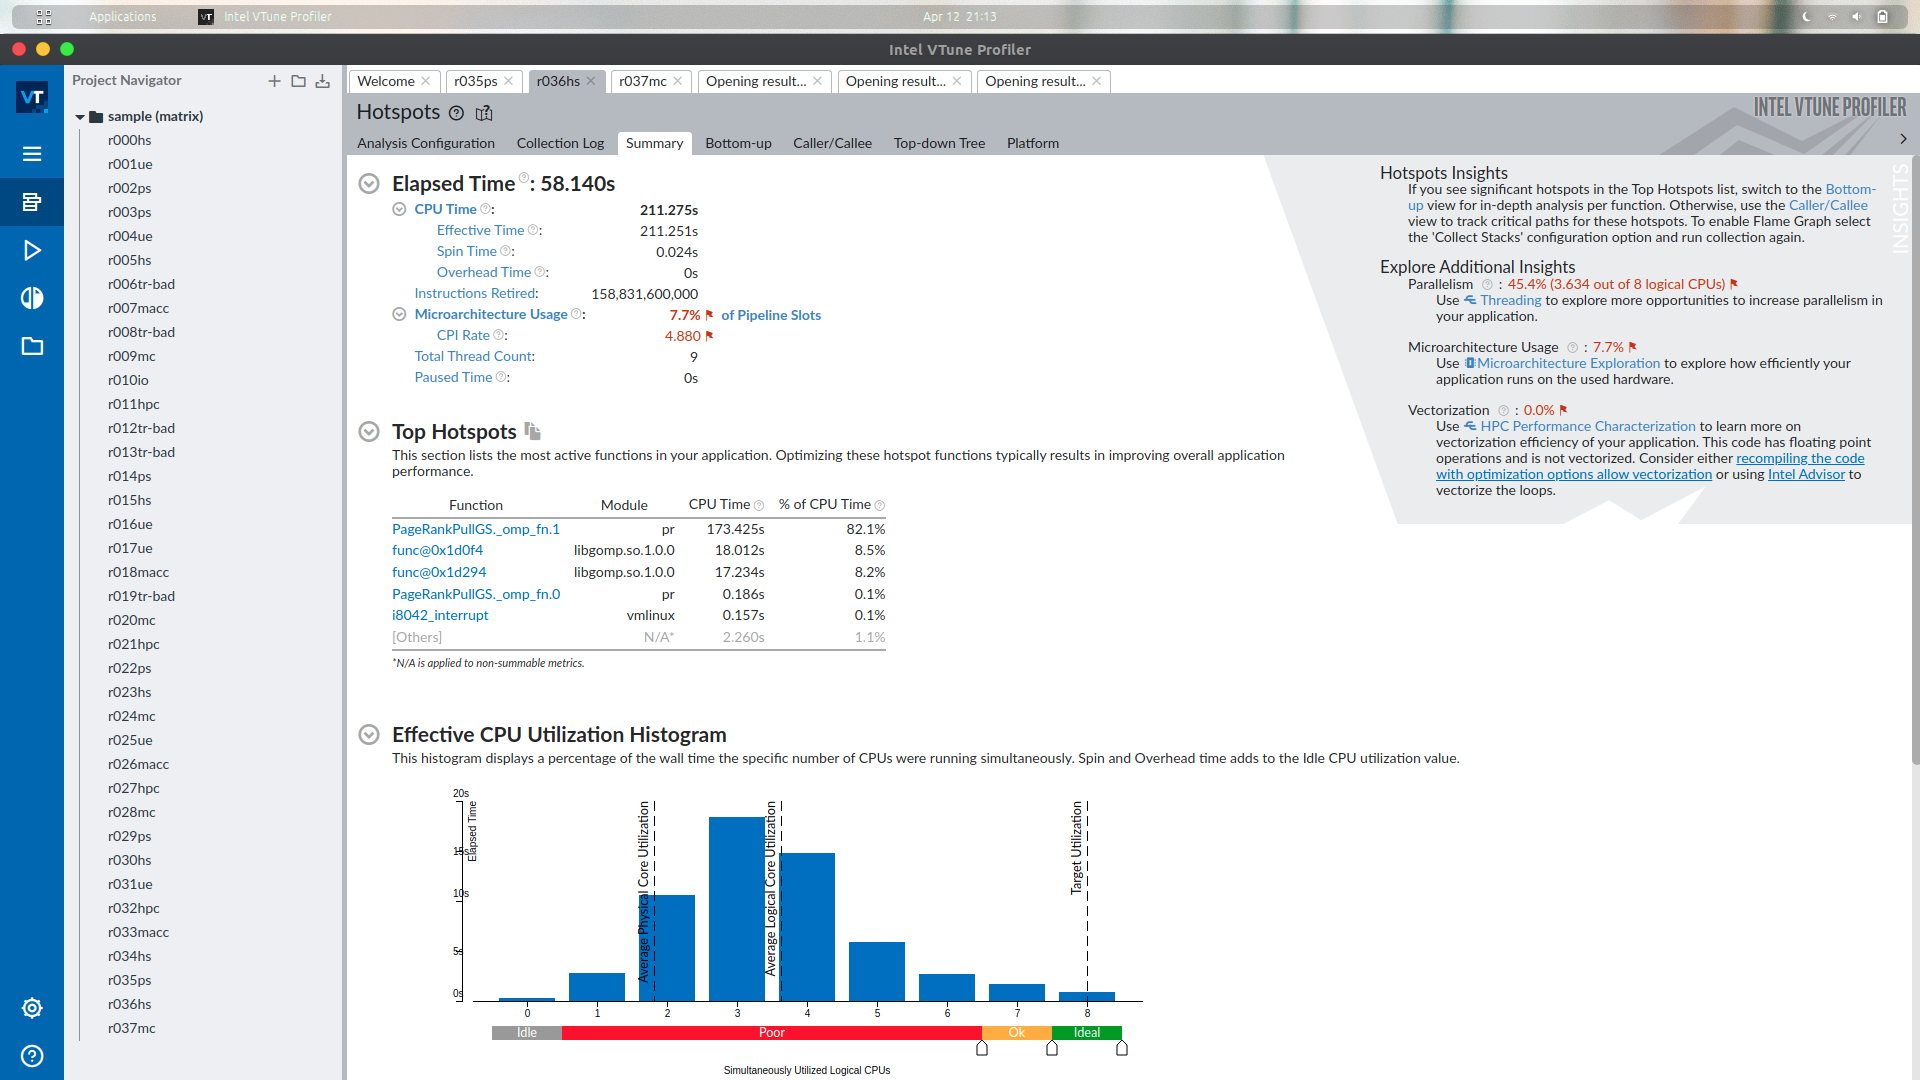 Applications
VT Intel VTune Profiler
Apr 12 21:13
Intel VTune Profiler
VT
Project Navigator
sample (matrix)
r000hs
r001ue
r002ps
r003ps
r004ue
r005hs
r006tr-bad
r007macc
r008tr-bad
r009mc
r010io
r011hpc
r012tr-bad
r013tr-bad
r014ps
r015hs
r016ue
r017ue
r018macc
r019tr-bad
r020mc
r021hpc
r022ps
r023hs
r024mc
r025ue
r026macc
r027hpc
r028mc
r029ps
r030hs
r031ue
r032hpc
r033macc
r034hs
r035ps
r036hs
r037mc
Welcome
r035ps
r036hs
r037mc
Opening result...
Opening result...
Opening result...
Hotspots
INTEL VTUNE PROFILER
Analysis Configuration
Collection Log
Summary
Bottom-up
Caller/Callee
Top-down Tree
Platform
Elapsed Time: 58.140s
CPU Time: 211.275s
Effective Time: 211.251s
Spin Time: 0.024s
Overhead Time: 0s
Instructions Retired: 158,831,600,000
Microarchitecture Usage: 7.7% of Pipeline Slots
CPI Rate: 4.880
Total Thread Count: 9
Paused Time: 0s
Top Hotspots
This section lists the most active functions in your application. Optimizing these hotspot functions typically results in improving overall application
performance.
Function Module CPU Time % of CPU Time
PageRankPullGS._omp_fn.1 pr 173.425s 82.1%
func@0x1d0f4 libgomp.so.1.0.0 18.012s 8.5%
func@0x1d294 libgomp.so.1.0.0 17.234s 8.2%
PageRankPullGS._omp_fn.0 pr 0.186s 0.1%
i8042_interrupt vmlinux 0.157s 0.1%
[Others] N/A* 2.260s 1.1%
*N/A is applied to non-summable metrics.
Effective CPU Utilization Histogram
This histogram displays a percentage of the wall time the specific number of CPUs were running simultaneously. Spin and Overhead time adds to the Idle CPU utilization value.
20s
15s
10s
5s
0s
Elapsed Time
Average Physical Core Utilization
Average Logical Core Utilization
Target Utilization
0 1 2 3 4 5 6 7 8
Idle Poor Ok Ideal
Simultaneously Utilized Logical CPUs
Hotspots Insights
If you see significant hotspots in the Top Hotspots list, switch to the Bottom-
up view for in-depth analysis per function. Otherwise, use the Caller/Callee
view to track critical paths for these hotspots. To enable Flame Graph select
the 'Collect Stacks' configuration option and run collection again.
Explore Additional Insights
Parallelism : 45.4% (3.634 out of 8 logical CPUs)
Use Threading to explore more opportunities to increase parallelism in
your application.
Microarchitecture Usage : 7.7%
Use Microarchitecture Exploration to explore how efficiently your
application runs on the used hardware.
Vectorization : 0.0%
Use HPC Performance Characterization to learn more on
vectorization efficiency of your application. This code has floating point
operations and is not vectorized. Consider either recompiling the code
with optimization options allow vectorization or using Intel Advisor to
vectorize the loops.
INSIGHTS